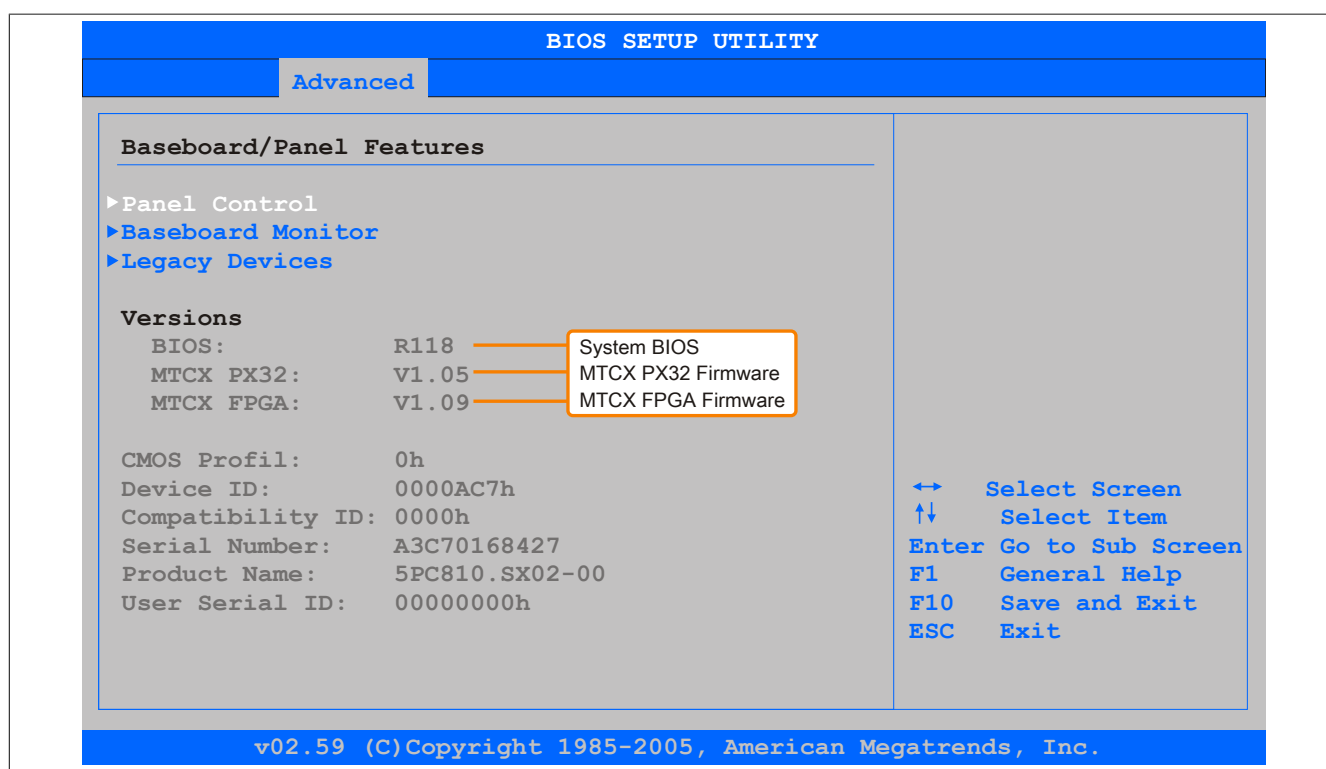 BIOS SETUP UTILITY
Advanced
Baseboard/Panel Features
▶Panel Control
▶Baseboard Monitor
▶Legacy Devices
Versions
BIOS: R118 System BIOS
MTCX PX32: V1.05 MTCX PX32 Firmware
MTCX FPGA: V1.09 MTCX FPGA Firmware
CMOS Profil: 0h
Device ID: 0000AC7h
Compatibility ID: 0000h
Serial Number: A3C70168427
Product Name: 5PC810.SX02-00
User Serial ID: 00000000h
↔ Select Screen
↑↓ Select Item
Enter Go to Sub Screen
F1 General Help
F10 Save and Exit
ESC Exit
v02.59 (C)Copyright 1985-2005, American Megatrends, Inc.